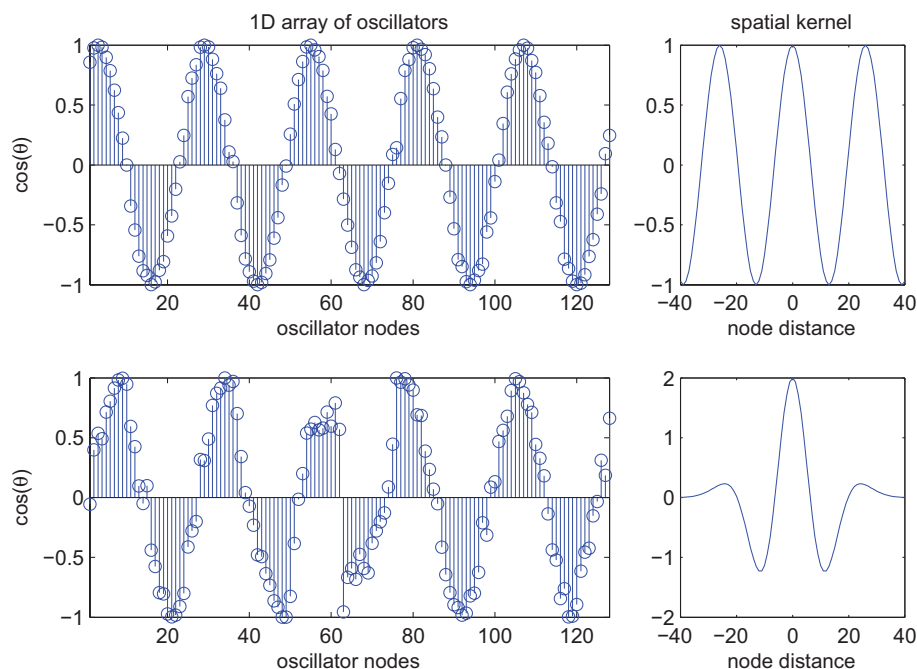 1D array of oscillators
spatial kernel
1
0.5
0
−0.5
−1
cos(θ)
20 40 60 80 100 120
oscillator nodes
1
0.5
0
−0.5
−1
−40 −20 0 20 40
node distance
1
0.5
0
−0.5
−1
cos(θ)
20 40 60 80 100 120
oscillator nodes
2
1
0
−1
−2
−40 −20 0 20 40
node distance